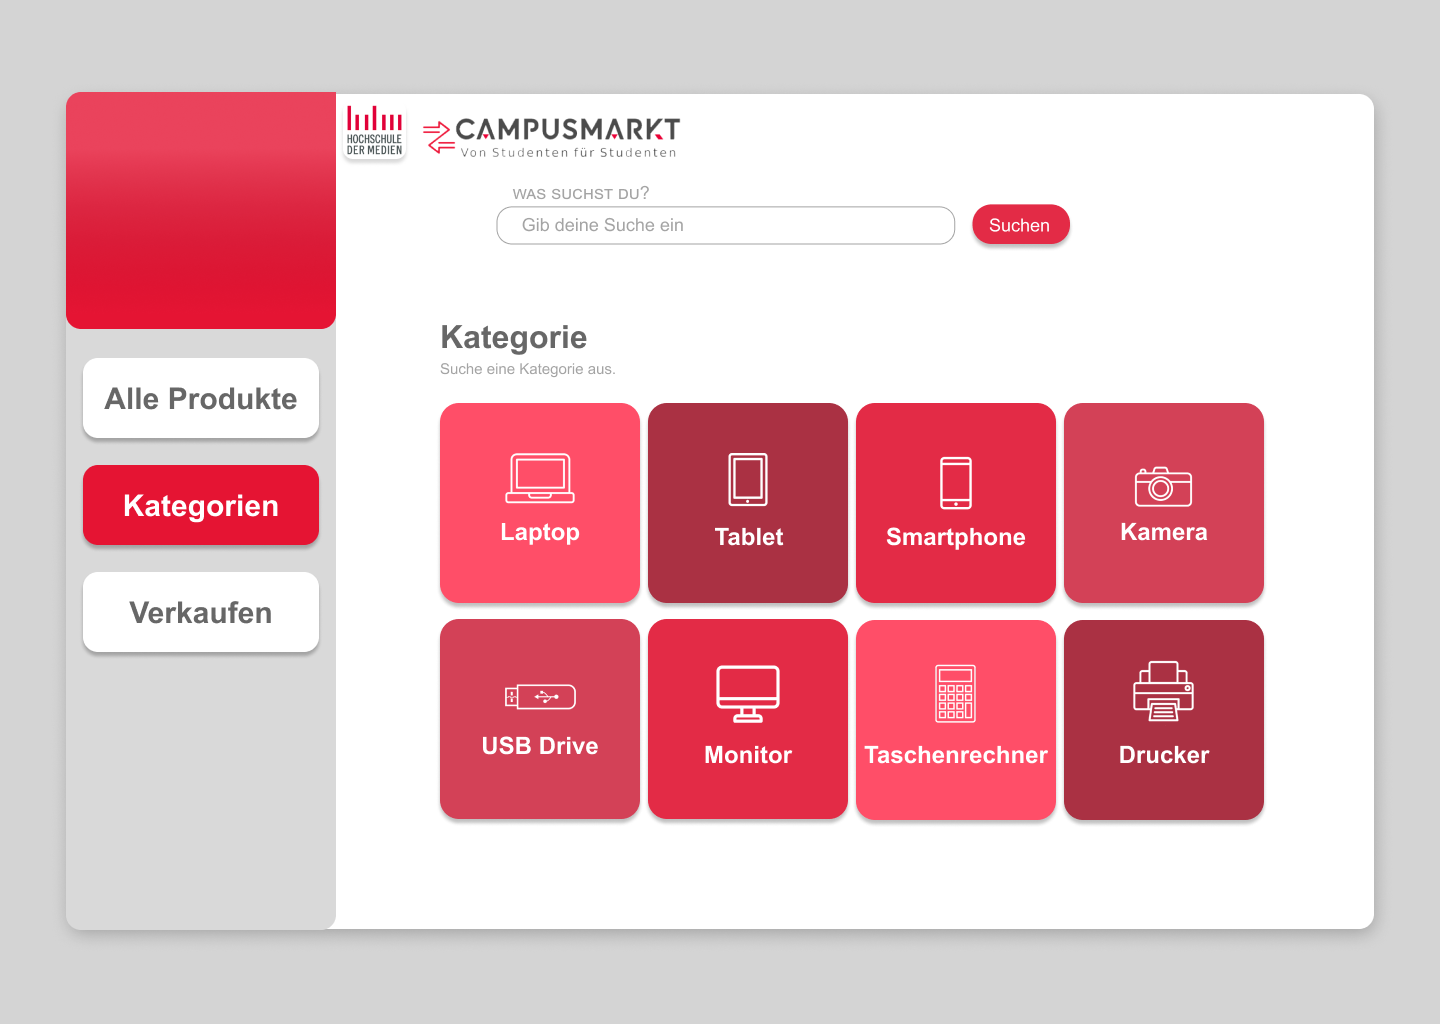 HOCHSCHULE
DER MEDIEN
CAMPUSMARKT
Von Studenten für Studenten
WAS SUCHST DU?
Gib deine Suche ein
Suchen
Alle Produkte
Kategorien
Verkaufen
Kategorie
Suche eine Kategorie aus.
Laptop
Tablet
Smartphone
Kamera
USB Drive
Monitor
Taschenrechner
Drucker